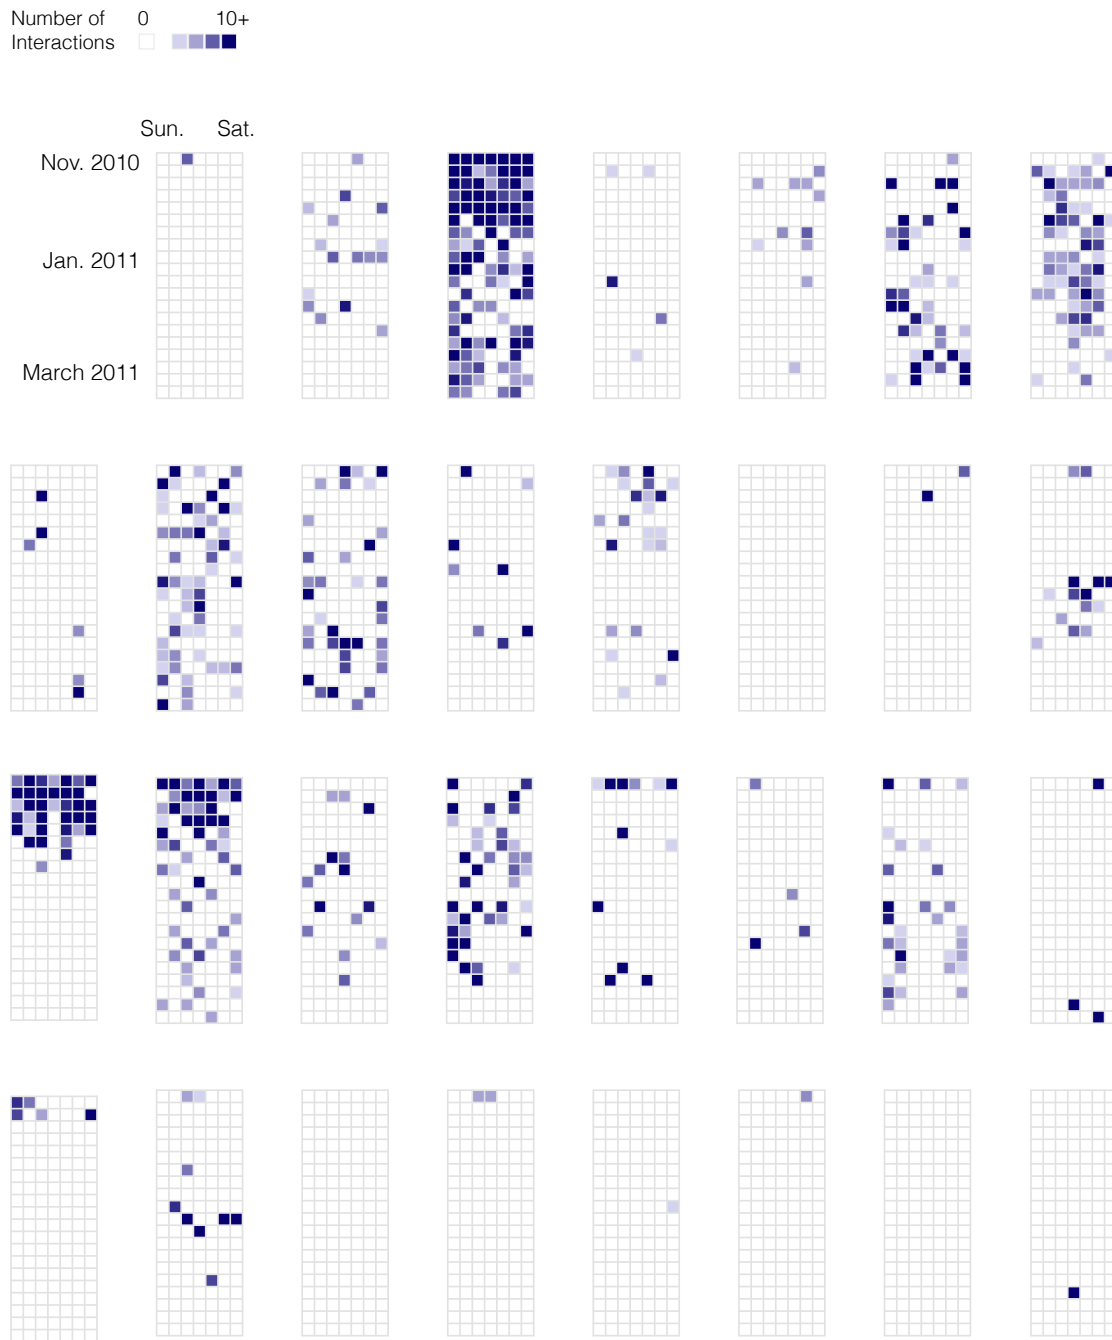 Number of 0 10+
Interactions
Sun. Sat.
Nov. 2010
Jan. 2011
March 2011